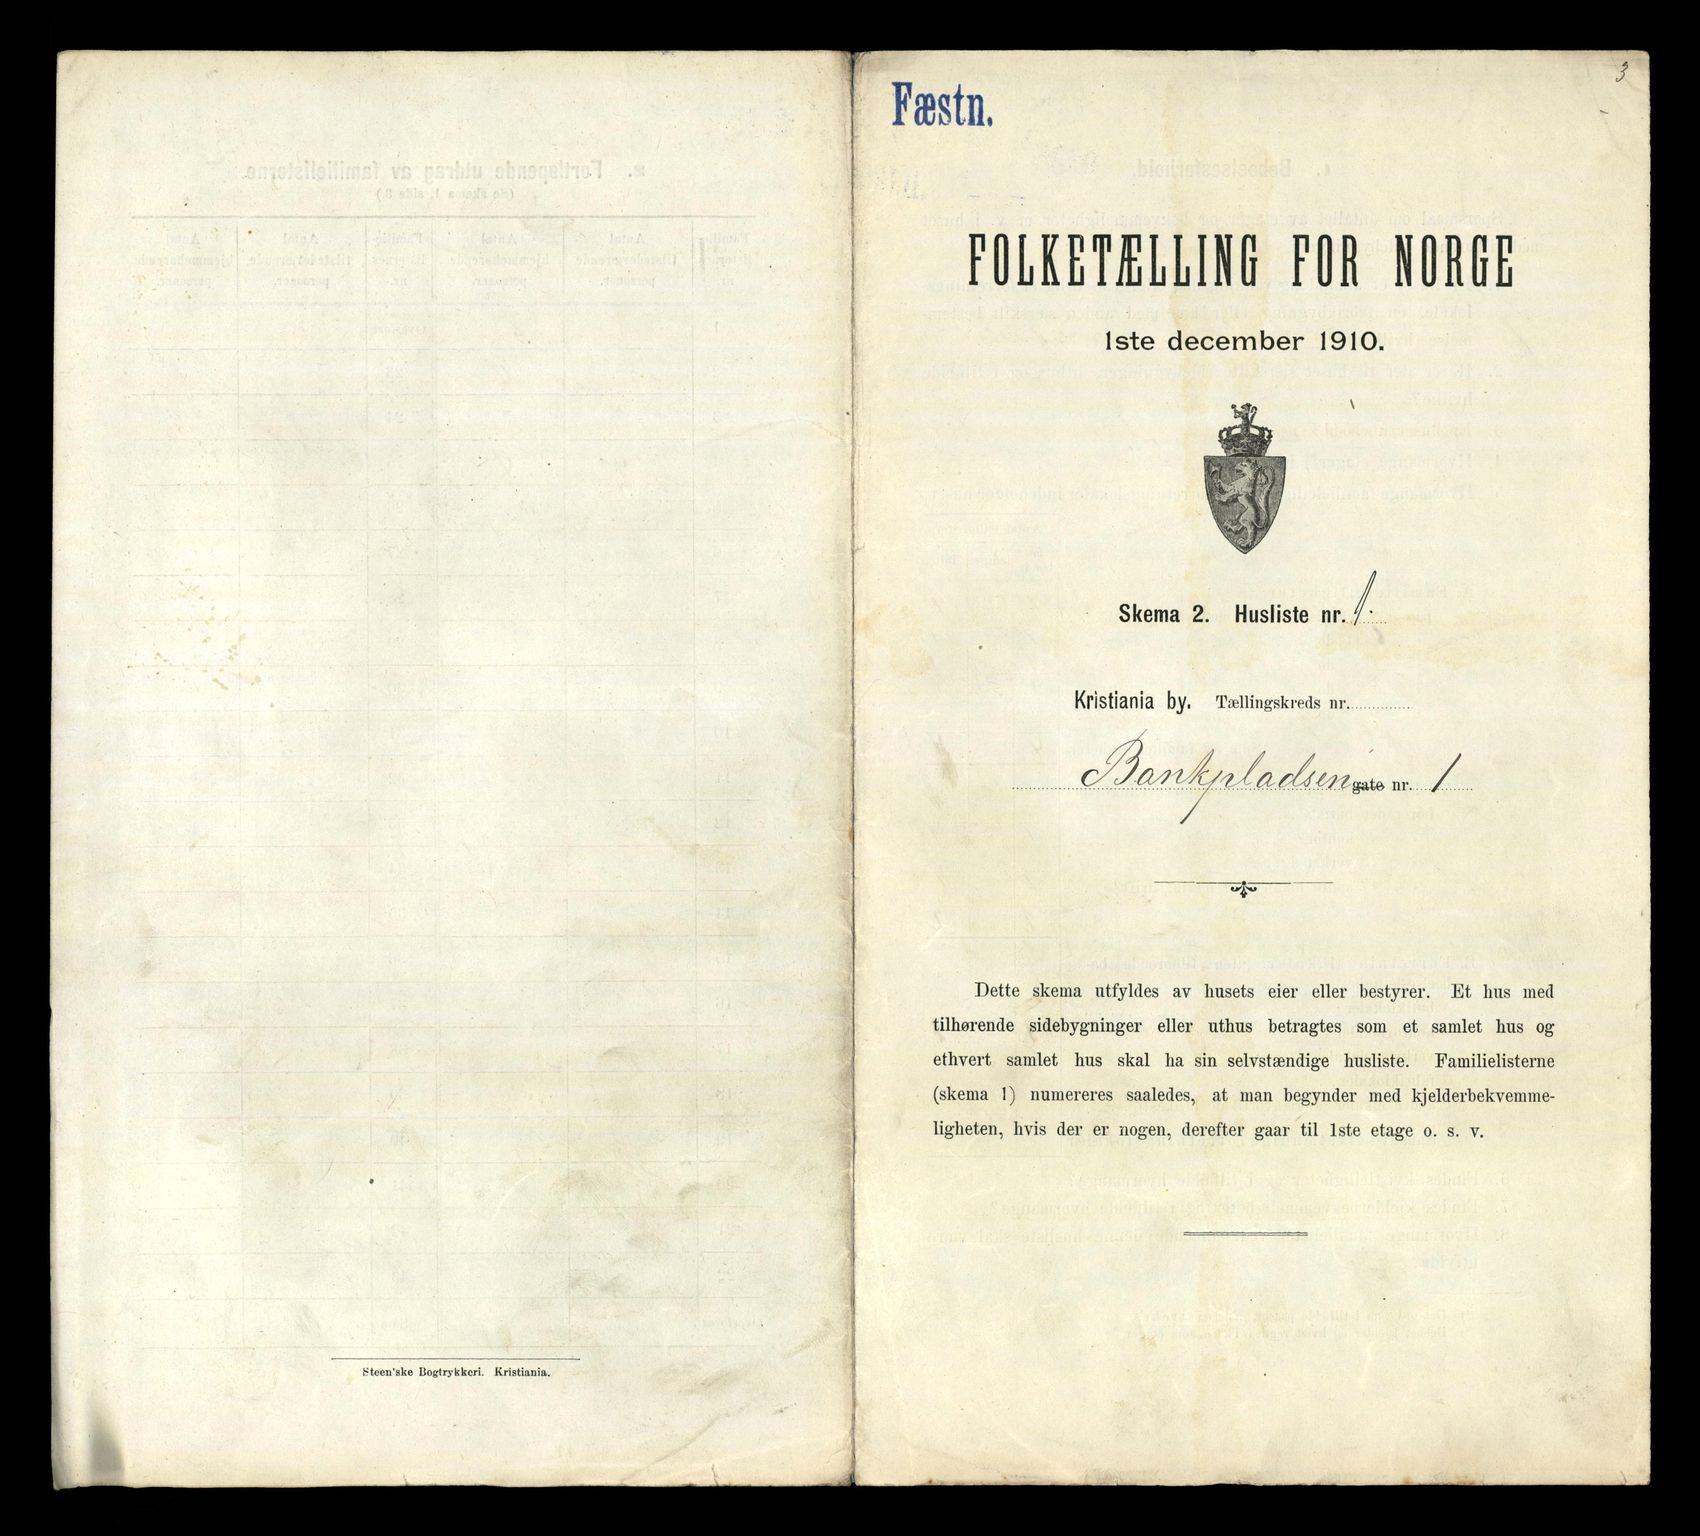 Steen'ske Bogtrykkeri. Kristiania.
3
Fæstn.
FOLKETÆLLING FOR NORGE
1ste december 1910.
Skema 2. Husliste nr. 1.
Kristiania by. Tællingskreds nr.
Bankpladsen gate nr. 1
Dette skema utfyldes av husets eier eller bestyrer. Et hus med
tilhørende sidebygninger eller uthus betragtes som et samlet hus og
ethvert samlet hus skal ha sin selvstændige husliste. Familielisterne
(skema 1) numereres saaledes, at man begynder med kjelderbekvemme-
ligheten, hvis der er nogen, derefter gaar til 1ste etage o. s. v.